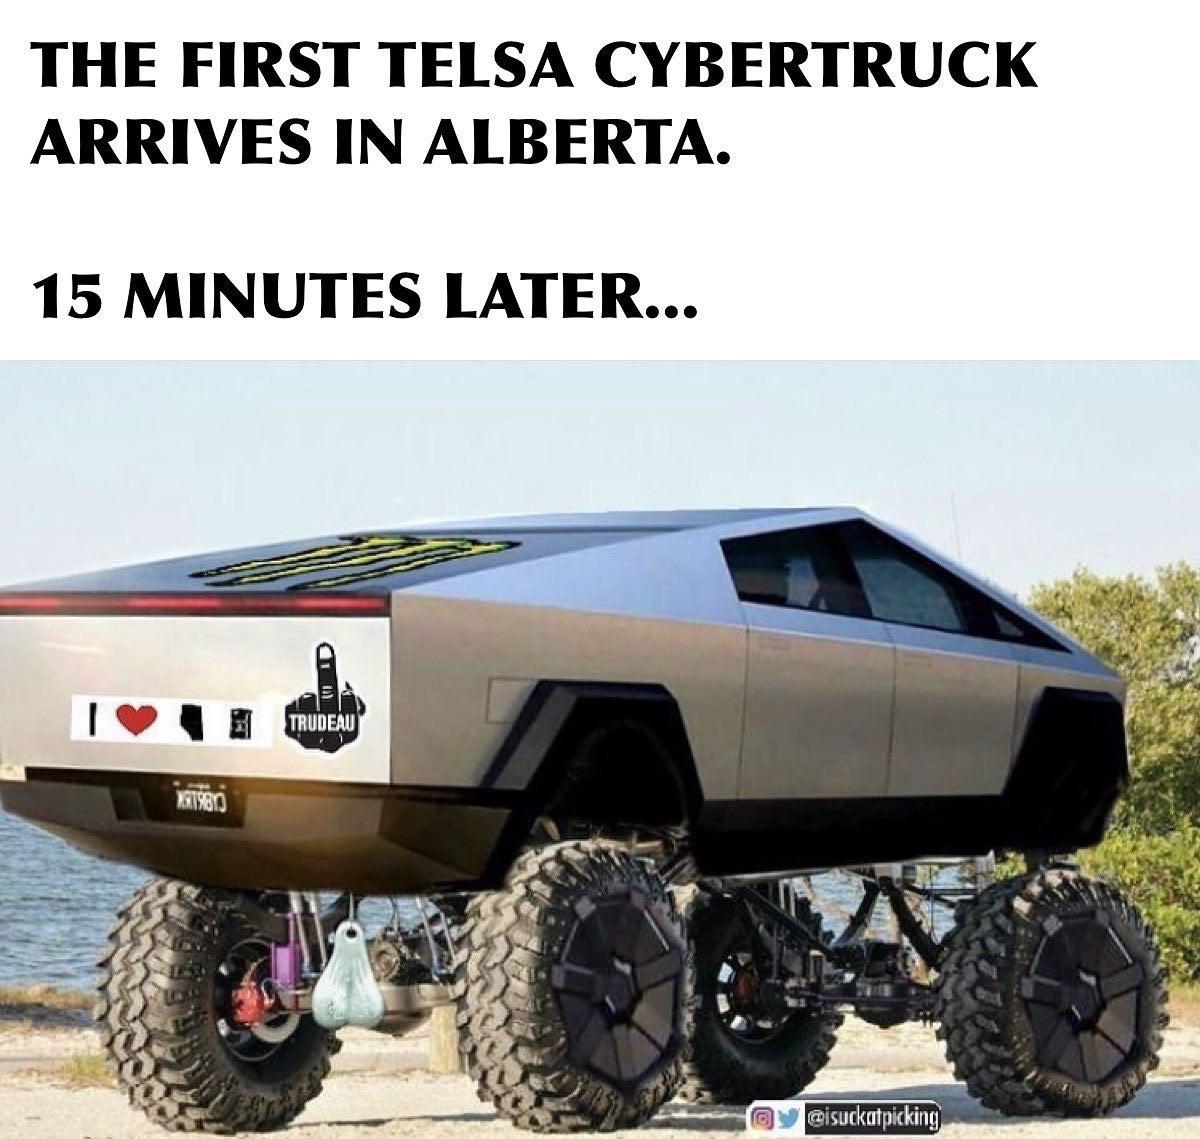 THE FIRST TELSA CYBERTRUCK
ARRIVES IN ALBERTA.
15 MINUTES LATER...
I
TRUDEAU
@isuckatpicking